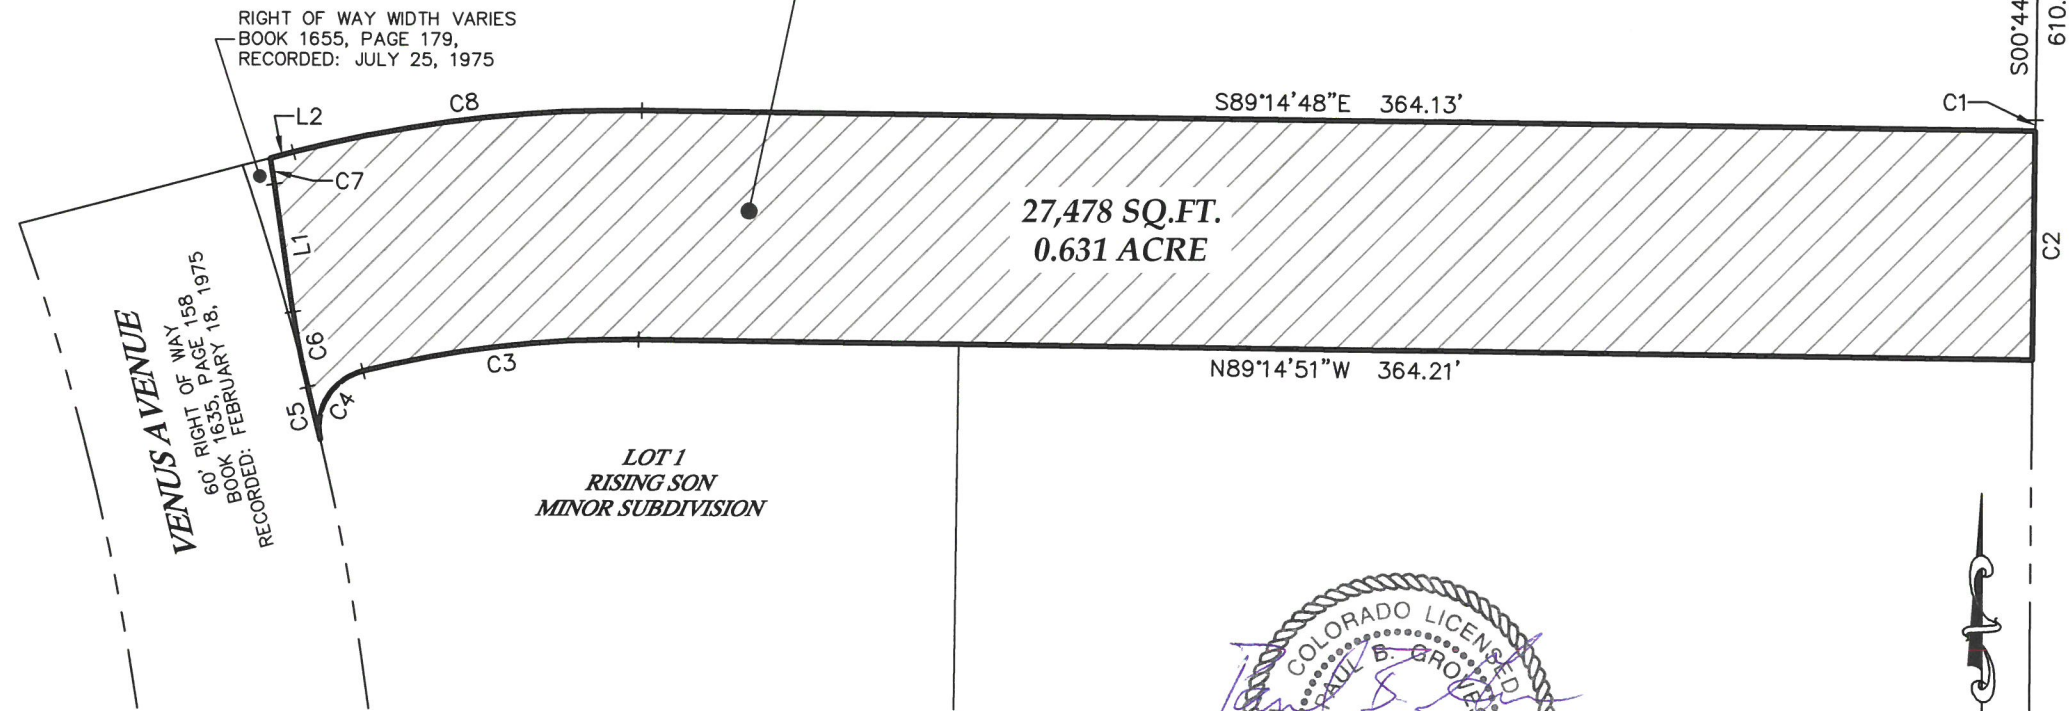 RIGHT OF WAY WIDTH VARIES
BOOK 1655, PAGE 179,
RECORDED: JULY 25, 1975
S00°44
610.
C8
S89°14'48"E 364.13'
C1
L2
C7
27,478 SQ.FT.
0.631 ACRE
L1
C2
VENUS AVENUE
60' RIGHT OF WAY
BOOK 1635, PAGE 158
RECORDED: FEBRUARY 18, 1975
C6
C3
N89°14'51"W 364.21'
C5
C4
LOT 1
RISING SON
MINOR SUBDIVISION
COLORADO LICENSED
PAUL B. GROVE